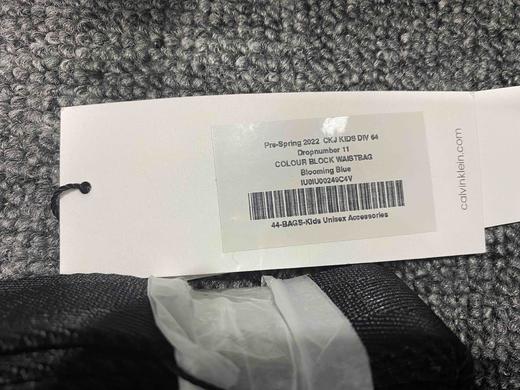 Pre-Spring 2022 CKJ KIDS DIV 64
Dropnumber 11
COLOUR BLOCK WAISTBAG
Blooming Blue
IU0IU00249C4V
44-BAGS-Kids Unisex Accessories
calvinklein.com